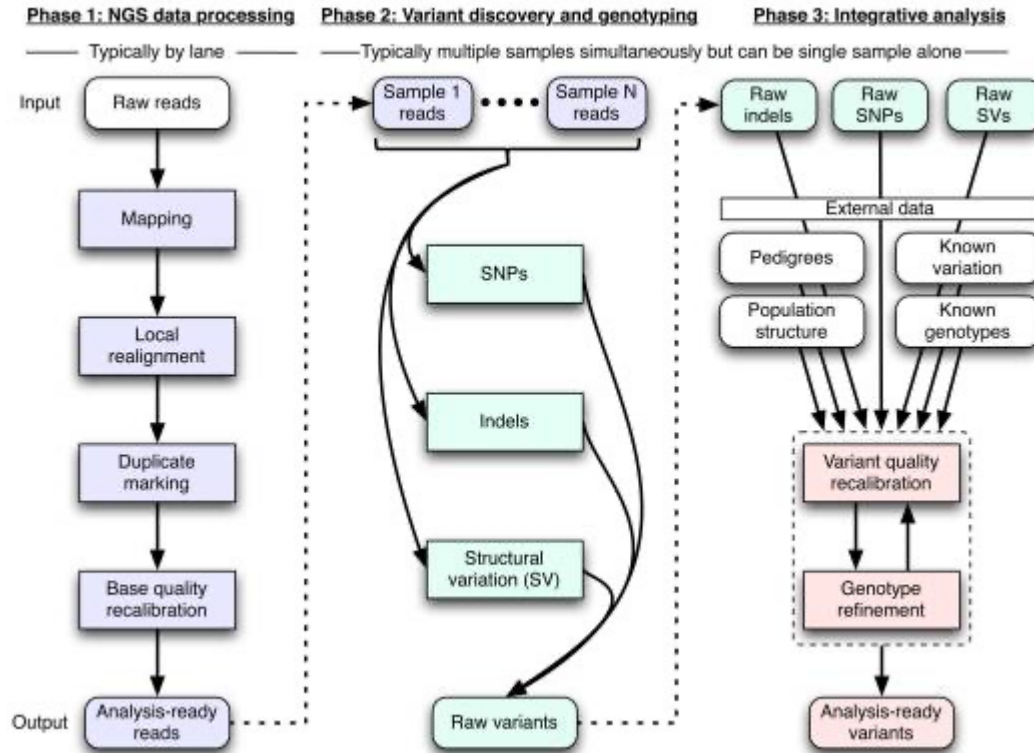 Phase 1: NGS data processing
Typically by lane
Input
Raw reads
Mapping
Local
realignment
Duplicate
marking
Base quality
recalibration
Output
Analysis-ready
reads
Phase 2: Variant discovery and genotyping
Typically multiple samples simultaneously but can be single sample alone
Sample 1
reads
Sample N
reads
SNPs
Indels
Structural
variation (SV)
Raw variants
Phase 3: Integrative analysis
Raw
indels
Raw
SNPs
Raw
SVs
External data
Pedigrees
Known
variation
Population
structure
Known
genotypes
Variant quality
recalibration
Genotype
refinement
Analysis-ready
variants